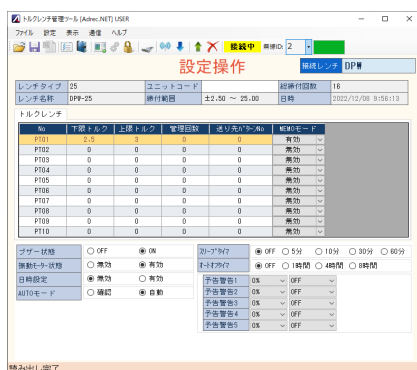 トルクレンチ管理ツール (Adrec.NET) USER
ファイル 設定 表示 通信 ヘルプ
接続中 無線ID: 2
設定操作
接続レンチ DPW
レンチタイプ 25 ユニットコード 総締付回数 16
レンチ名称 DPW-25 締付範囲 ±2.50 ～ 25.00 日時 2022/12/08 9:56:13
トルクレンチ
No 下限トルク 上限トルク 管理回数 送り先パターンNo MEMOモード
PT01 2.5 3 0 0 有効
PT02 0 0 0 0 無効
PT03 0 0 0 0 無効
PT04 0 0 0 0 無効
PT05 0 0 0 0 無効
PT06 0 0 0 0 無効
PT07 0 0 0 0 無効
PT08 0 0 0 0 無効
PT09 0 0 0 0 無効
PT10 0 0 0 0 無効
ブザー状態 OFF ON スリープタイマ OFF 5分 10分 30分 60分
振動モーター状態 無効 有効 オートオフタイマ OFF 1時間 4時間 8時間
日時設定 無効 有効 予告警告1 0% OFF
AUTOモード 確認 自動 予告警告2 0% OFF
予告警告3 0% OFF
予告警告4 0% OFF
予告警告5 0% OFF
読み出し完了